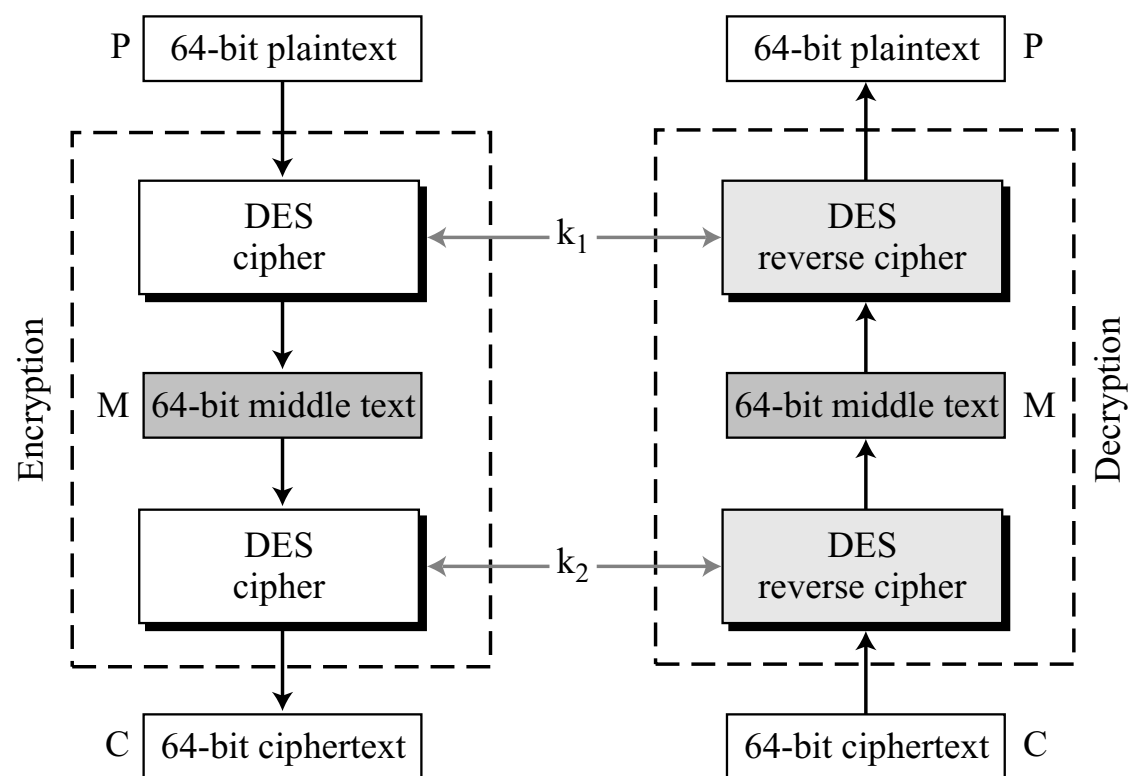 P 64-bit plaintext
64-bit plaintext P
DES
cipher
k₁
DES
reverse cipher
Encryption
M 64-bit middle text
64-bit middle text M
Decryption
DES
cipher
k₂
DES
reverse cipher
C 64-bit ciphertext
64-bit ciphertext C